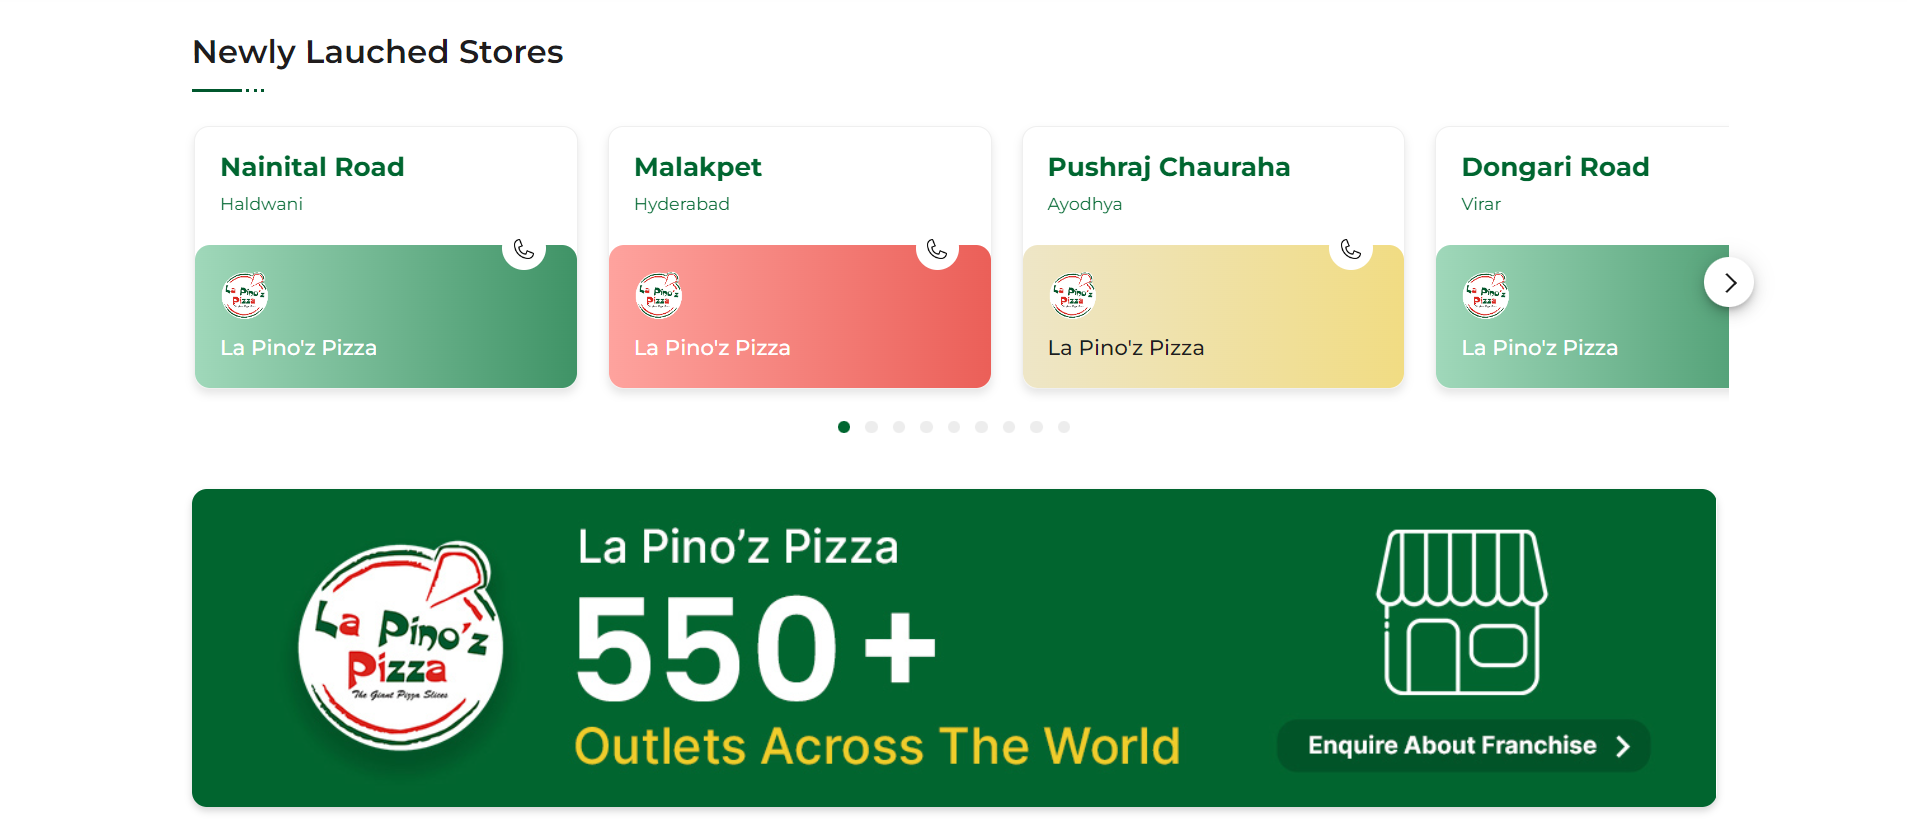 Newly Lauched Stores
Nainital Road
Haldwani
La Pino'z
Pizza
La Pino'z Pizza
Malakpet
Hyderabad
La Pino'z
Pizza
La Pino'z Pizza
Pushraj Chauraha
Ayodhya
La Pino'z
Pizza
La Pino'z Pizza
Dongari Road
Virar
La Pino'z
Pizza
La Pino'z Pizza
La Pino'z
Pizza
The Giant Pizza Slices
La Pino’z Pizza
550+
Outlets Across The World
Enquire About Franchise